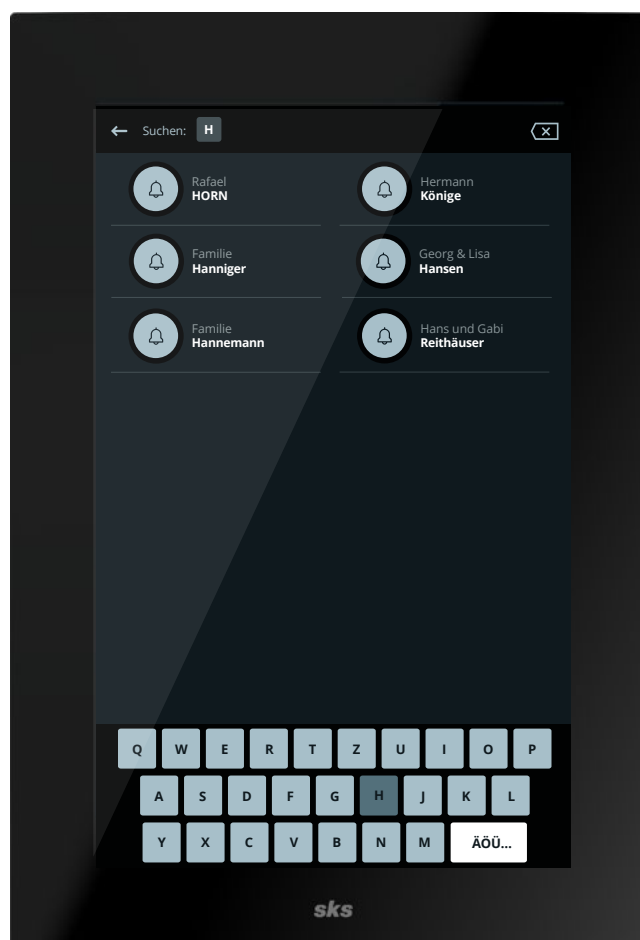 Suchen: H
Rafael
HORN
Hermann
Könige
Familie
Hanniger
Georg & Lisa
Hansen
Familie
Hannemann
Hans und Gabi
Reithäuser
Q W E R T Z U I O P
A S D F G H J K L
Y X C V B N M ÄÖÜ...
sks